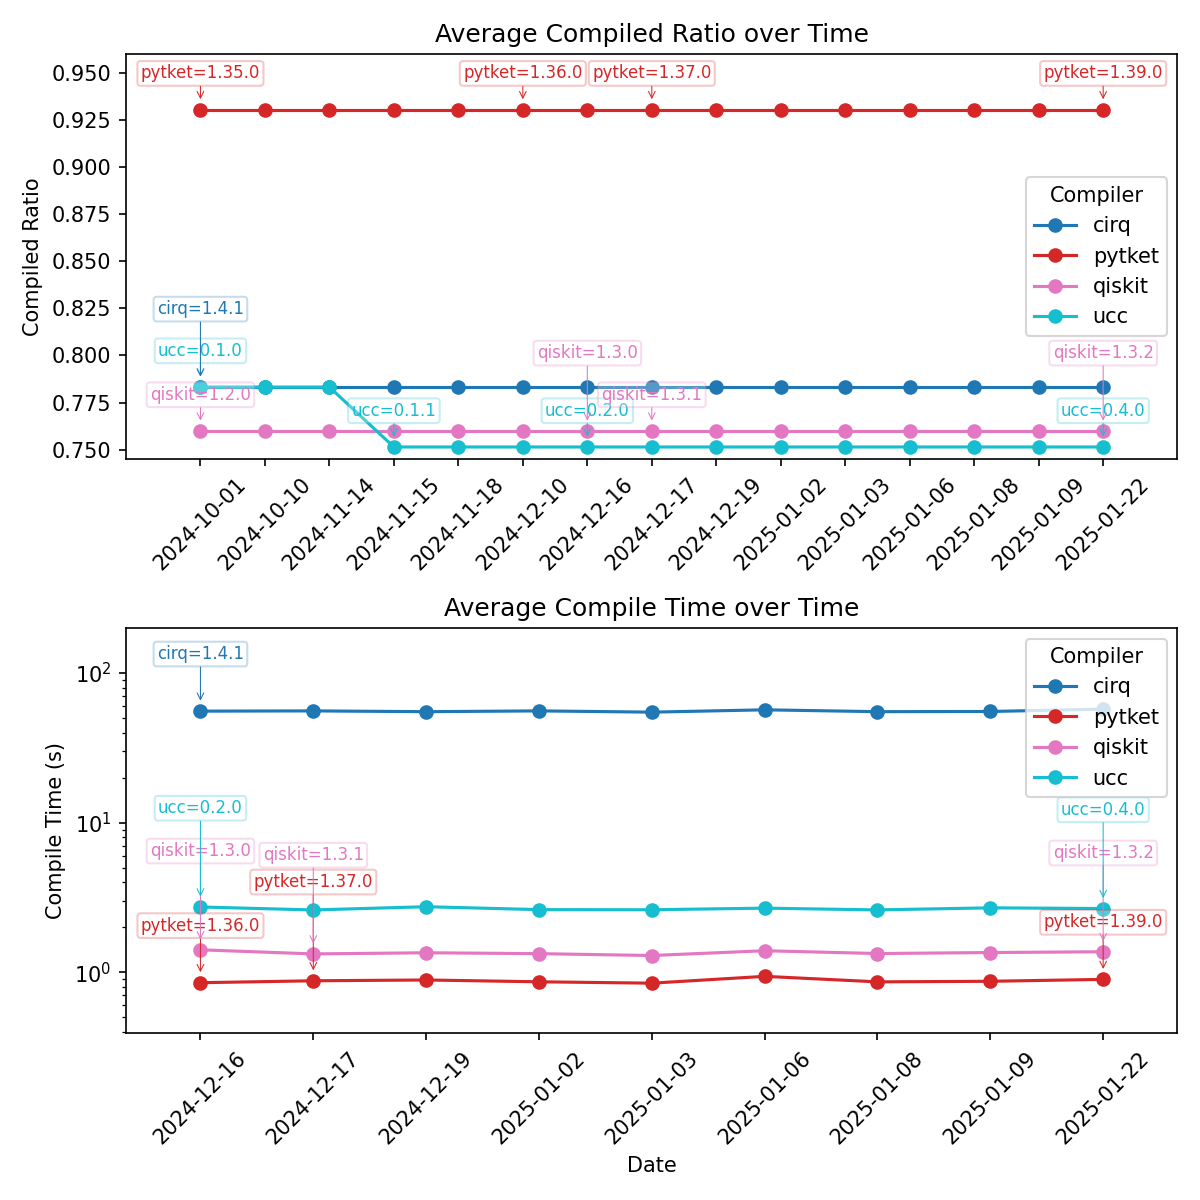 Average Compiled Ratio over Time
0.950
0.925
0.900
0.875
0.850
0.825
0.800
0.775
0.750
Compiled Ratio
pytket=1.35.0
pytket=1.36.0
pytket=1.37.0
pytket=1.39.0
Compiler
cirq
pytket
qiskit
ucc
cirq=1.4.1
ucc=0.1.0
qiskit=1.3.0
qiskit=1.3.2
qiskit=1.2.0
qiskit=1.3.1
ucc=0.1.1
ucc=0.2.0
ucc=0.4.0
2024-10-01
2024-10-10
2024-11-14
2024-11-15
2024-11-18
2024-12-10
2024-12-16
2024-12-17
2024-12-19
2025-01-02
2025-01-03
2025-01-06
2025-01-08
2025-01-09
2025-01-22
Average Compile Time over Time
10²
10¹
10⁰
Compile Time (s)
cirq=1.4.1
Compiler
cirq
pytket
qiskit
ucc
ucc=0.2.0
ucc=0.4.0
qiskit=1.3.0
qiskit=1.3.1
qiskit=1.3.2
pytket=1.37.0
pytket=1.36.0
pytket=1.39.0
2024-12-16
2024-12-17
2024-12-19
2025-01-02
2025-01-03
2025-01-06
2025-01-08
2025-01-09
2025-01-22
Date